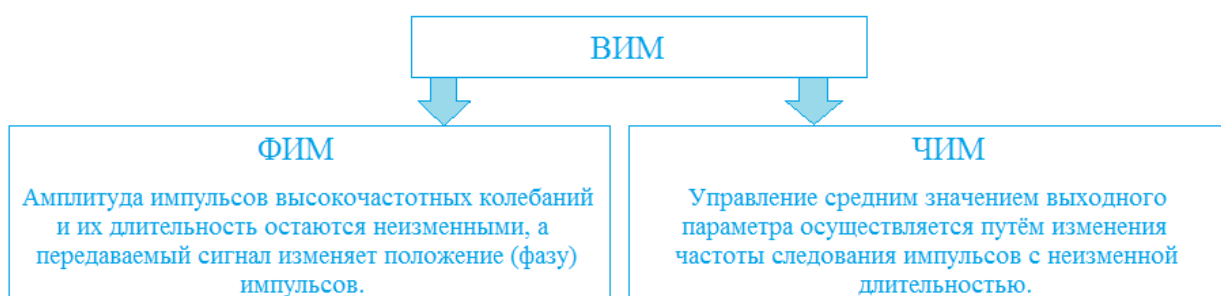 ВИМ
ФИМ
Амплитуда импульсов высокочастотных колебаний
и их длительность остаются неизменными, а
передаваемый сигнал изменяет положение (фазу)
импульсов.
ЧИМ
Управление средним значением выходного
параметра осуществляется путём изменения
частоты следования импульсов с неизменной
длительностью.